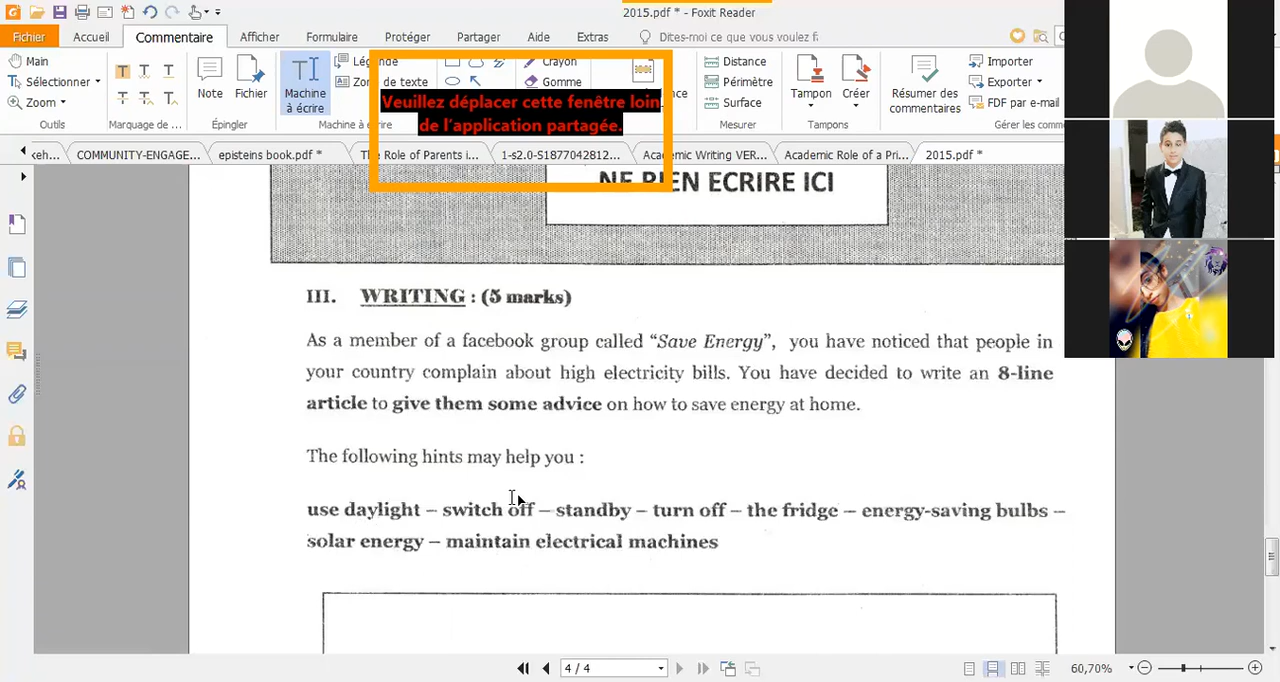 2015.pdf * - Foxit Reader
Fichier Accueil Commentaire Afficher Formulaire Protéger Partager Aide Extras Dites-moi ce que vous voulez f
Main
Sélectionner
Zoom
Outils
Marquage de
Note
Fichier
Épingler
Machine
à écrire
Légende
Zone de texte
Machine à écrire
Crayon
Gomme
Distance
Périmètre
Surface
Mesurer
Tampon
Créer
Tampons
Résumer des
commentaires
Importer
Exporter
FDF par e-mail
Gérer les comm
Veuillez déplacer cette fenêtre loin
de l'application partagée.
keh... COMMUNITY-ENGAGE... episteins book.pdf * The Role of Parents i... 1-s2.0-S1877042812... Academic Writing VER... Academic Role of a Pri... 2015.pdf *
NE RIEN ECRIRE ICI
III. WRITING : (5 marks)
As a member of a facebook group called “Save Energy”, you have noticed that people in
your country complain about high electricity bills. You have decided to write an 8-line
article to give them some advice on how to save energy at home.
The following hints may help you :
use daylight – switch off – standby – turn off – the fridge – energy-saving bulbs –
solar energy – maintain electrical machines
4 / 4
60,70%